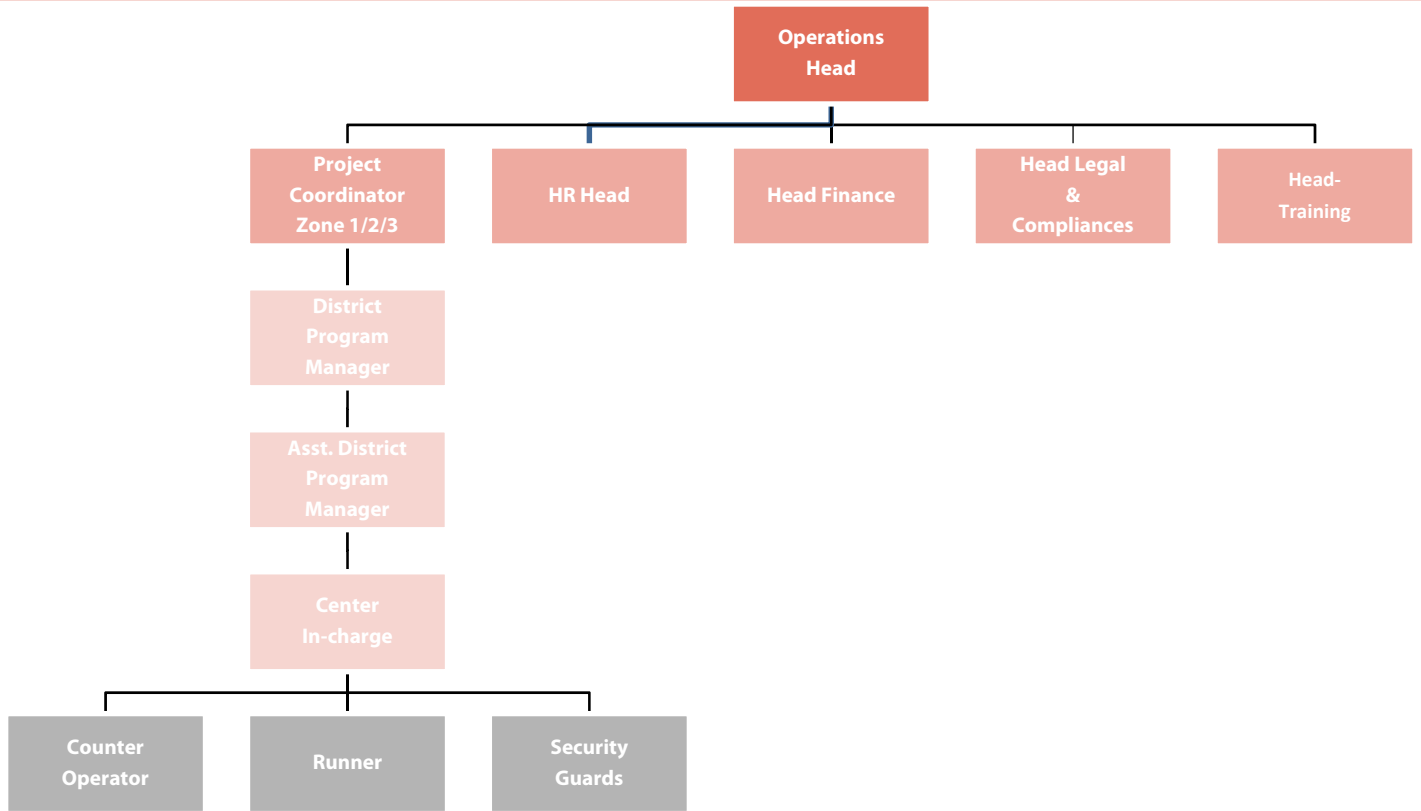 Operations
Head
Project
Coordinator
Zone 1/2/3
HR Head
Head Finance
Head Legal
&
Compliances
Head-
Training
District
Program
Manager
Asst. District
Program
Manager
Center
In-charge
Counter
Operator
Runner
Security
Guards